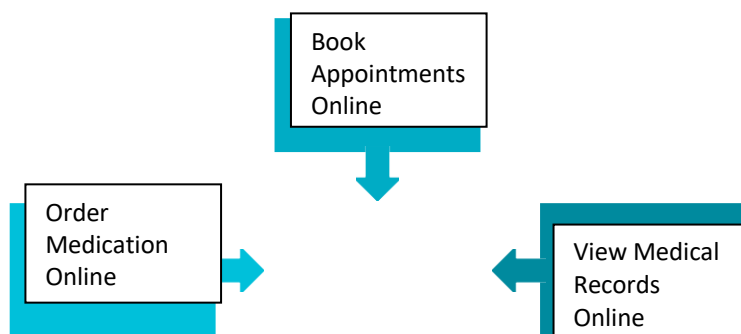 Book
Appointments
Online
Order
Medication
Online
View Medical
Records
Online